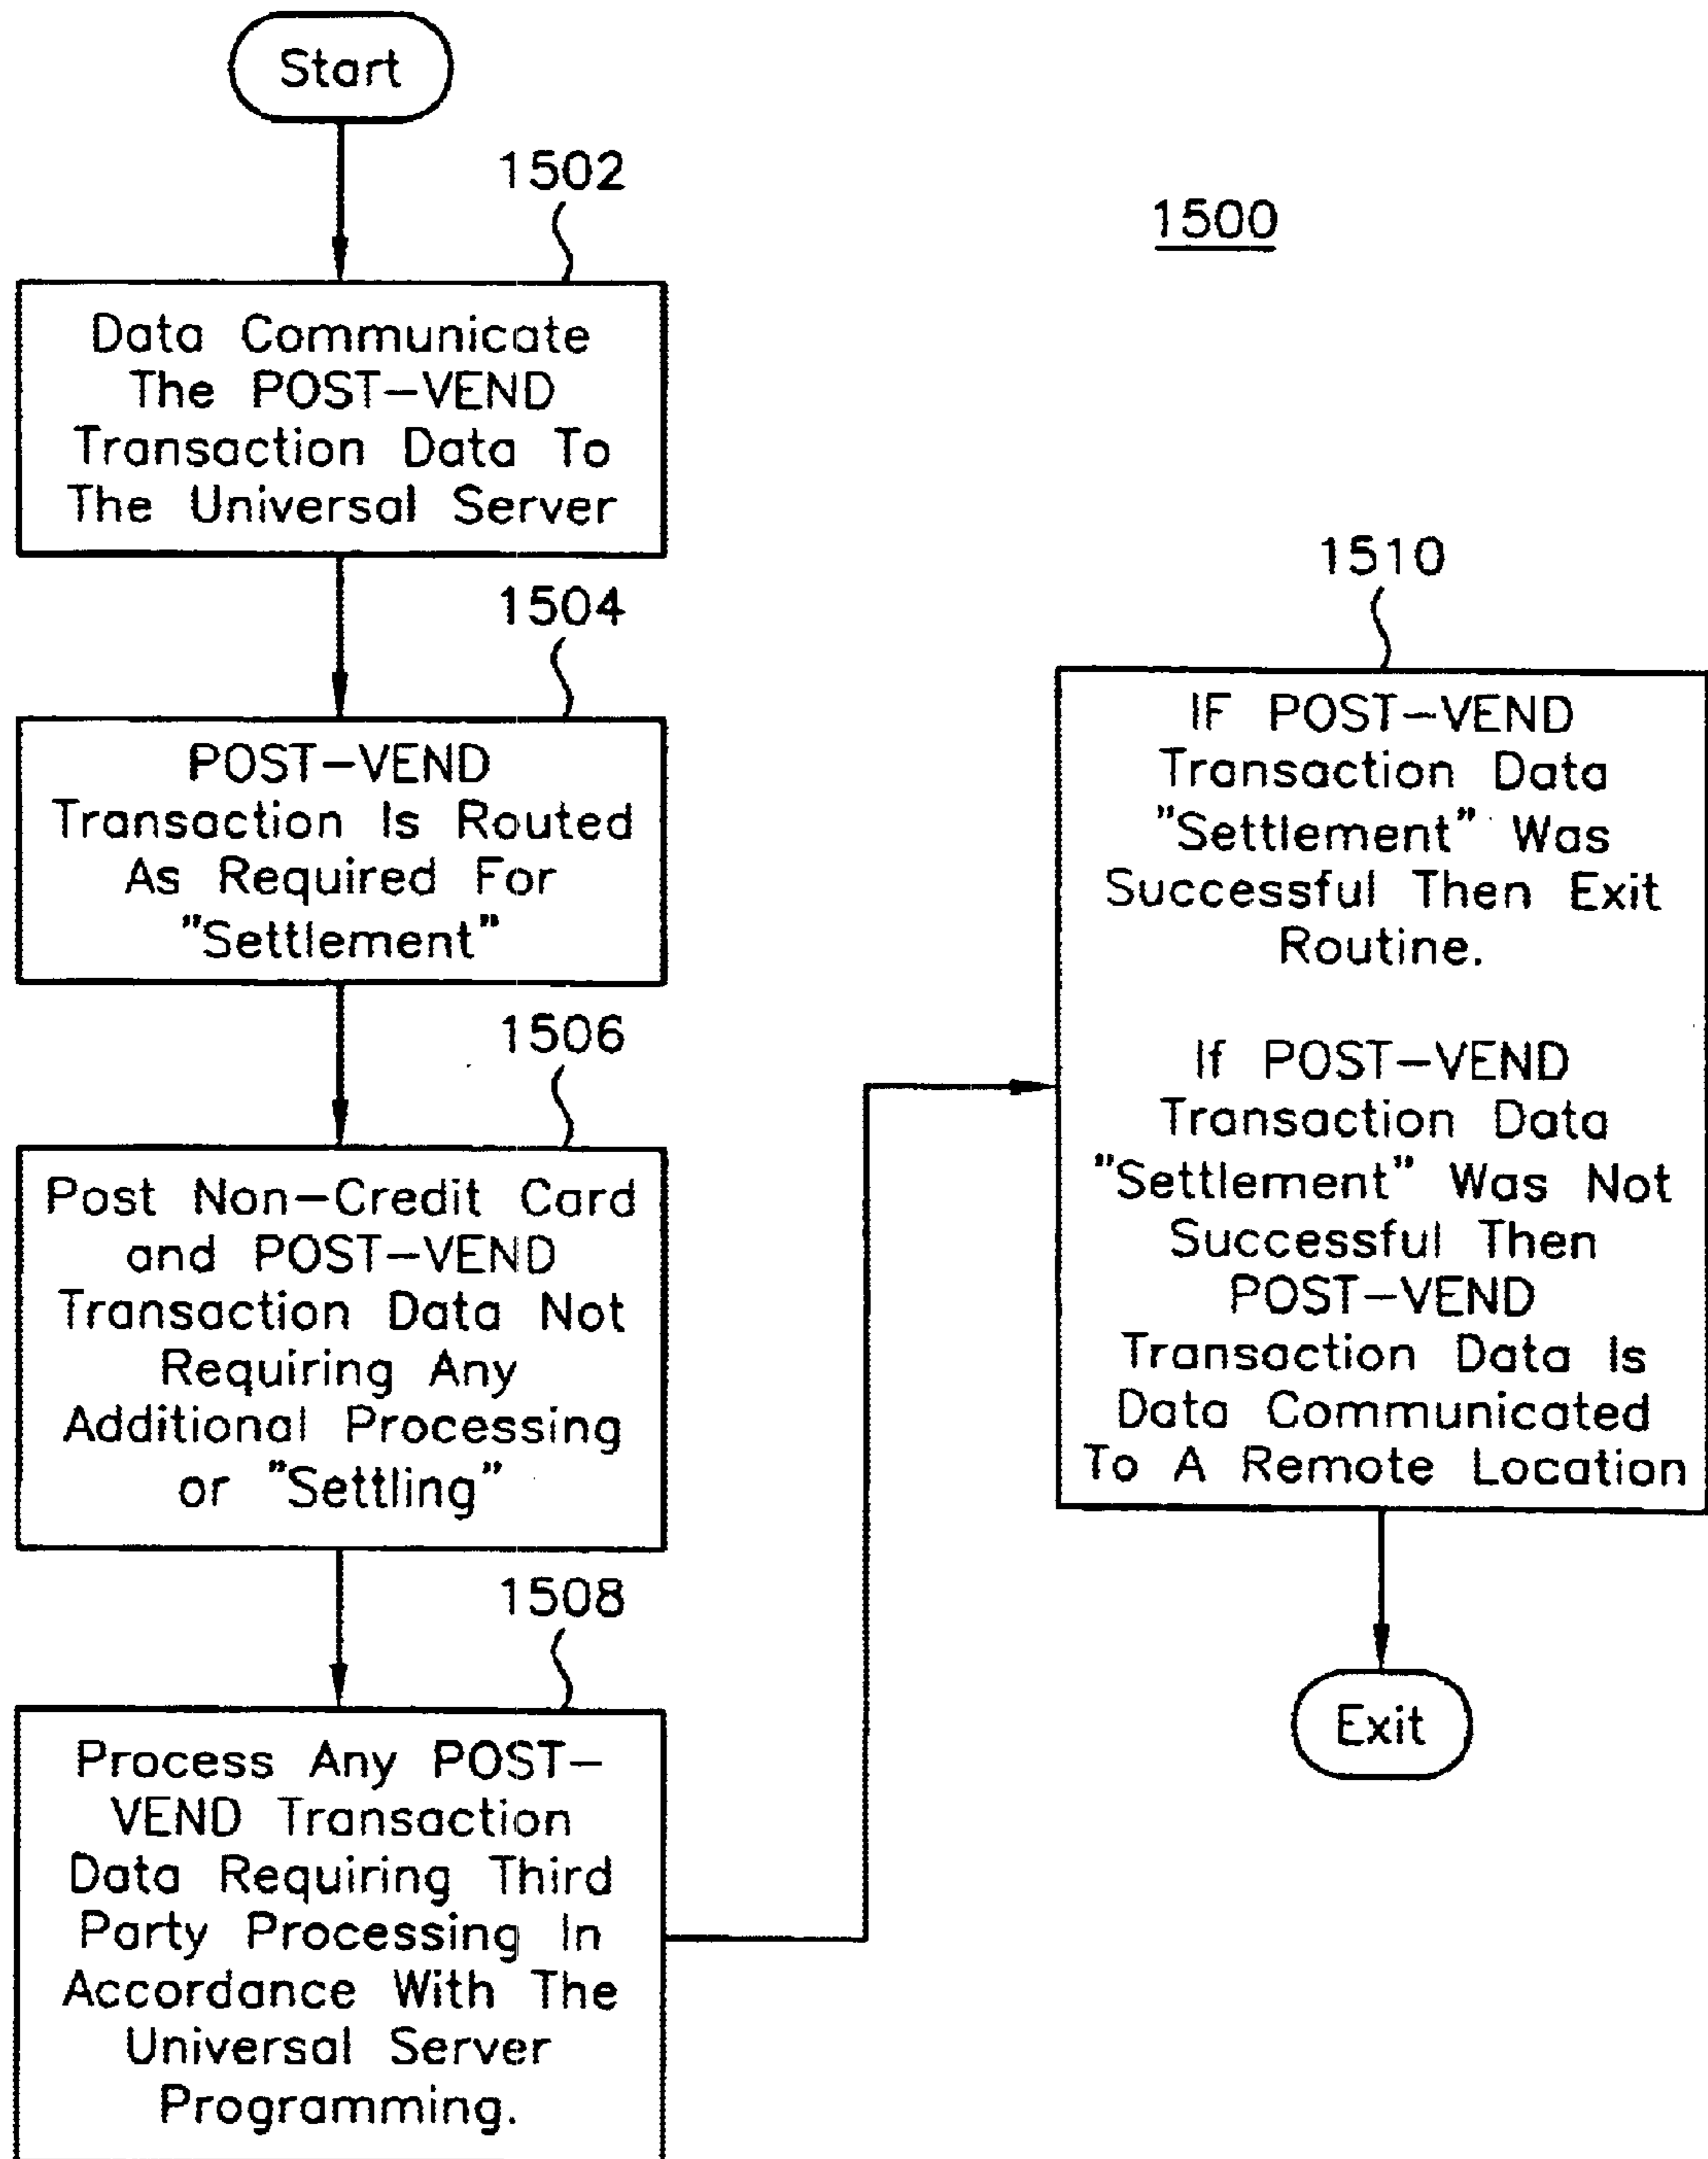 Start
1502
1500
Data Communicate
The POST-VEND
Transaction Data To
The Universal Server
1504
POST-VEND
Transaction Is Routed
As Required For
"Settlement"
1506
Post Non-Credit Card
and POST-VEND
Transaction Data Not
Requiring Any
Additional Processing
or "Settling"
1508
Process Any POST-
VEND Transaction
Data Requiring Third
Party Processing In
Accordance With The
Universal Server
Programming.
1510
IF POST-VEND
Transaction Data
"Settlement" Was
Successful Then Exit
Routine.
If POST-VEND
Transaction Data
"Settlement" Was Not
Successful Then
POST-VEND
Transaction Data Is
Data Communicated
To A Remote Location
Exit